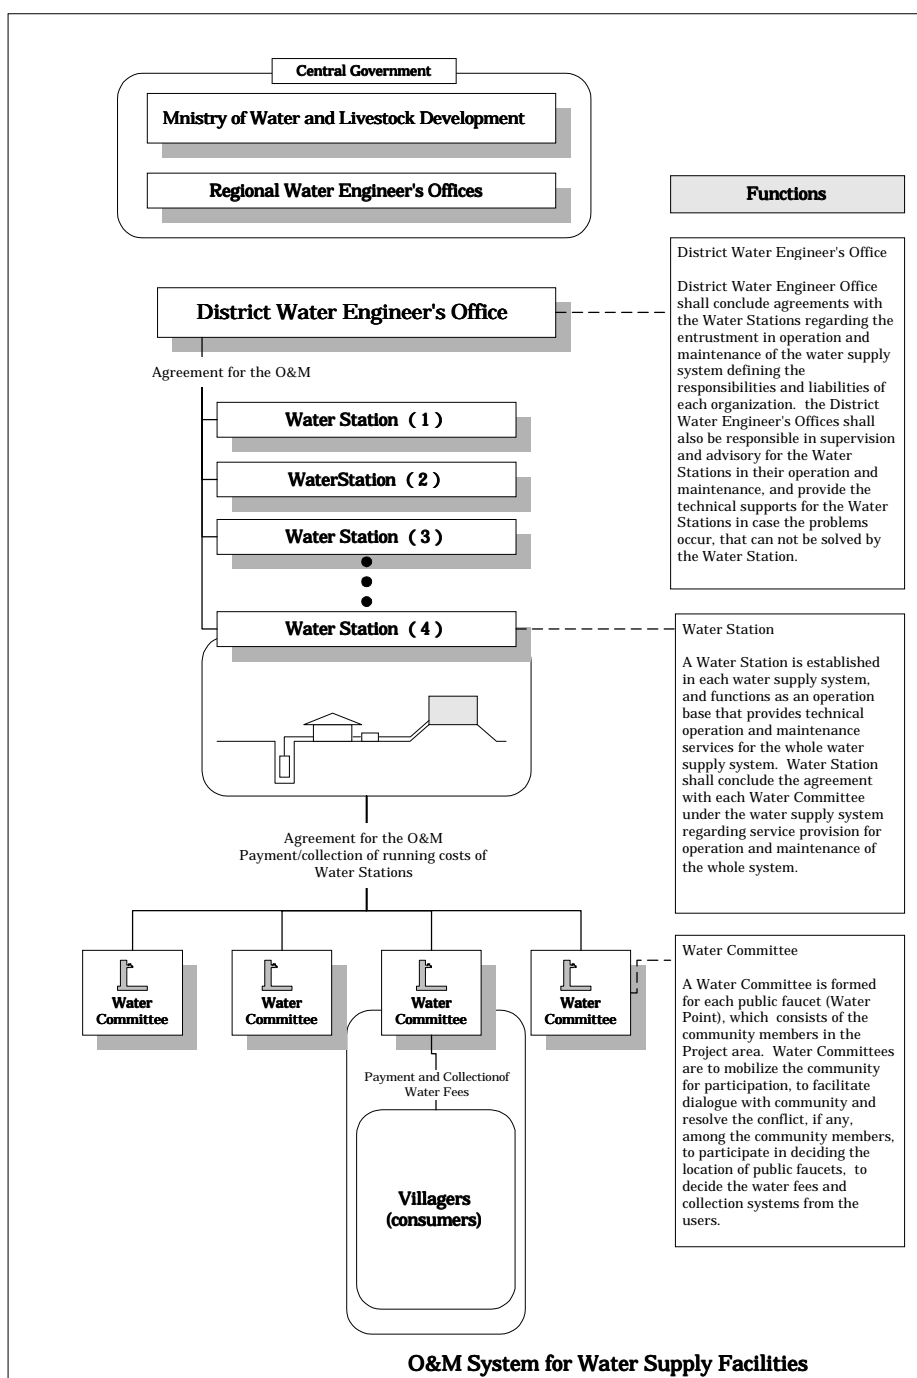 Central Government
Mnistry of Water and Livestock Development
Regional Water Engineer's Offices
Functions
District Water Engineer's Office
District Water Engineer Office
shall conclude agreements with
the Water Stations regarding the
entrustment in operation and
maintenance of the water supply
system defining the
responsibilities and liabilities of
each organization.  the District
Water Engineer's Offices shall
also be responsible in supervision
and advisory for the Water
Stations in their operation and
maintenance, and provide the
technical supports for the Water
Stations in case the problems
occur, that can not be solved by
the Water Station.
District Water Engineer's Office
Agreement for the O&M
Water Station ( 1 )
WaterStation ( 2 )
Water Station ( 3 )
Water Station ( 4 )
Water Station
A Water Station is established
in each water supply system,
and functions as an operation
base that provides technical
operation and maintenance
services for the whole water
supply system.  Water Station
shall conclude the agreement
with each Water Committee
under the water supply system
regarding service provision for
operation and maintenance of
the whole system.
Agreement for the O&M
Payment/collection of running costs of
Water Stations
Water
Committee
Water
Committee
Water
Committee
Water
Committee
Water Committee
A Water Committee is formed
for each public faucet (Water
Point), which  consists of the
community members in the
Project area.  Water Committees
are to mobilize the community
for participation, to facilitate
dialogue with community and
resolve the conflict, if any,
among the community members,
to participate in deciding the
location of public faucets,  to
decide the water fees and
collection systems from the
users.
Payment and Collectionof
Water Fees
Villagers
(consumers)
O&M System for Water Supply Facilities